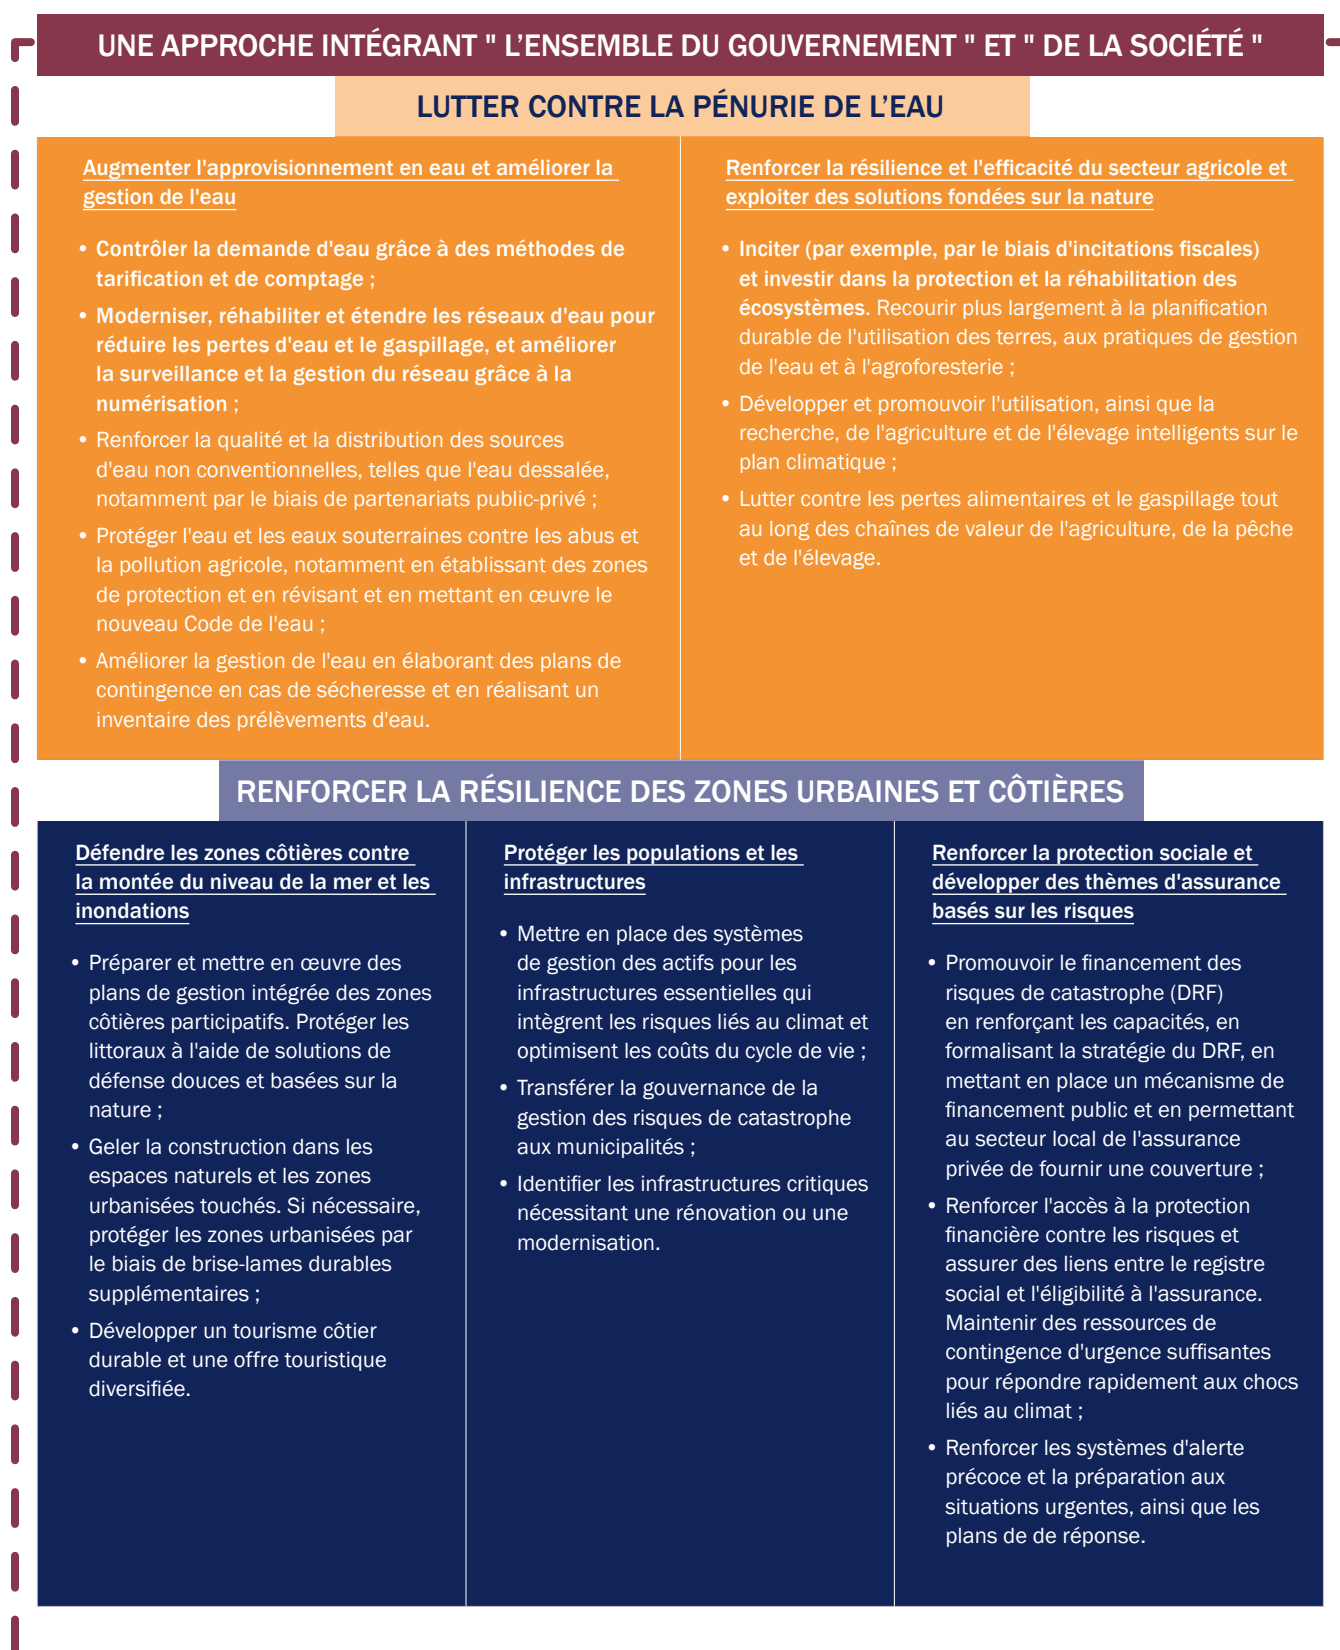 UNE APPROCHE INTÉGRANT " L'ENSEMBLE DU GOUVERNEMENT " ET " DE LA SOCIÉTÉ "
LUTTER CONTRE LA PÉNURIE DE L'EAU
Augmenter l'approvisionnement en eau et améliorer la
gestion de l'eau
• Contrôler la demande d'eau grâce à des méthodes de
tarification et de comptage ;
• Moderniser, réhabiliter et étendre les réseaux d'eau pour
réduire les pertes d'eau et le gaspillage, et améliorer
la surveillance et la gestion du réseau grâce à la
numérisation ;
• Renforcer la qualité et la distribution des sources
d'eau non conventionnelles, telles que l'eau dessalée,
notamment par le biais de partenariats public-privé ;
• Protéger l'eau et les eaux souterraines contre les abus et
la pollution agricole, notamment en établissant des zones
de protection et en révisant et en mettant en œuvre le
nouveau Code de l'eau ;
• Améliorer la gestion de l'eau en élaborant des plans de
contingence en cas de sécheresse et en réalisant un
inventaire des prélèvements d'eau.
Renforcer la résilience et l'efficacité du secteur agricole et
exploiter des solutions fondées sur la nature
• Inciter (par exemple, par le biais d'incitations fiscales)
et investir dans la protection et la réhabilitation des
écosystèmes. Recourir plus largement à la planification
durable de l'utilisation des terres, aux pratiques de gestion
de l'eau et à l'agroforesterie ;
• Développer et promouvoir l'utilisation, ainsi que la
recherche, de l'agriculture et de l'élevage intelligents sur le
plan climatique ;
• Lutter contre les pertes alimentaires et le gaspillage tout
au long des chaînes de valeur de l'agriculture, de la pêche
et de l'élevage.
RENFORCER LA RÉSILIENCE DES ZONES URBAINES ET CÔTIÈRES
Défendre les zones côtières contre
la montée du niveau de la mer et les
inondations
• Préparer et mettre en œuvre des
plans de gestion intégrée des zones
côtières participatifs. Protéger les
littoraux à l'aide de solutions de
défense douces et basées sur la
nature ;
• Geler la construction dans les
espaces naturels et les zones
urbanisées touchés. Si nécessaire,
protéger les zones urbanisées par
le biais de brise-lames durables
supplémentaires ;
• Développer un tourisme côtier
durable et une offre touristique
diversifiée.
Protéger les populations et les
infrastructures
• Mettre en place des systèmes
de gestion des actifs pour les
infrastructures essentielles qui
intègrent les risques liés au climat et
optimisent les coûts du cycle de vie ;
• Transférer la gouvernance de la
gestion des risques de catastrophe
aux municipalités ;
• Identifier les infrastructures critiques
nécessitant une rénovation ou une
modernisation.
Renforcer la protection sociale et
développer des thèmes d'assurance
basés sur les risques
• Promouvoir le financement des
risques de catastrophe (DRF)
en renforçant les capacités, en
formalisant la stratégie du DRF, en
mettant en place un mécanisme de
financement public et en permettant
au secteur local de l'assurance
privée de fournir une couverture ;
• Renforcer l'accès à la protection
financière contre les risques et
assurer des liens entre le registre
social et l'éligibilité à l'assurance.
Maintenir des ressources de
contingence d'urgence suffisantes
pour répondre rapidement aux chocs
liés au climat ;
• Renforcer les systèmes d'alerte
précoce et la préparation aux
situations urgentes, ainsi que les
plans de de réponse.